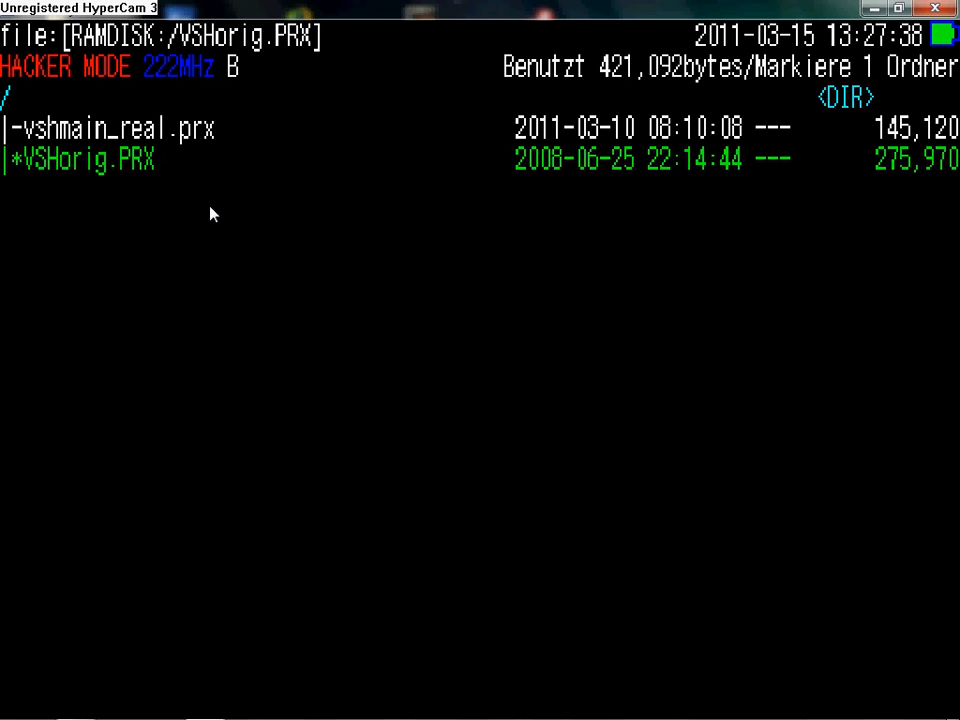 Unregistered HyperCam 3
file:[RAMDISK:/VSHorig.PRX] 2011-03-15 13:27:38
HACKER MODE 222MHz B Benutzt 421,092bytes/Markiere 1 Ordner
/ <DIR>
|-vshmain_real.prx 2011-03-10 08:10:08 --- 145,120
|*VSHorig.PRX 2008-06-25 22:14:44 --- 275,970